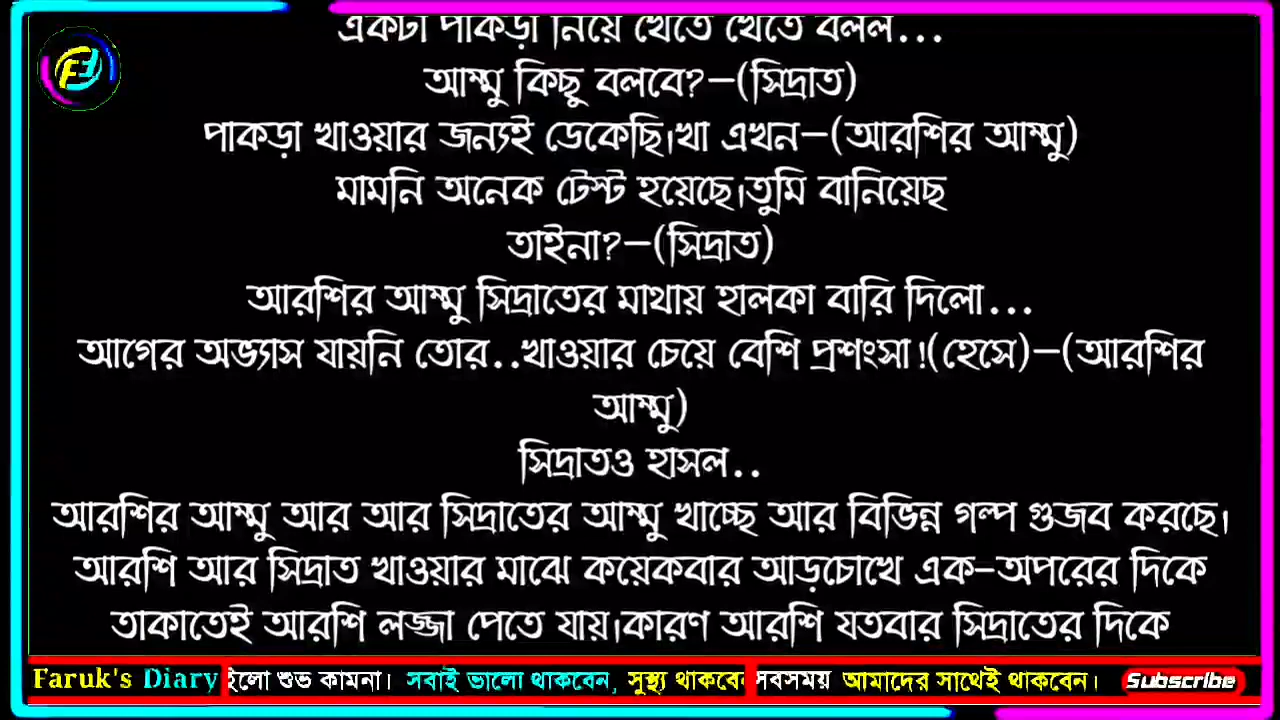 একটা পাকড়া নিয়ে খেতে খেতে বলল...
আম্মু কিছু বলবে?-(সিদ্রাত)
পাকড়া খাওয়ার জন্যই ডেকেছি।খা এখন-(আরশির আম্মু)
মামনি অনেক টেস্ট হয়েছে।তুমি বানিয়েছ
তাইনা?-(সিদ্রাত)
আরশির আম্মু সিদ্রাতের মাথায় হালকা বারি দিলো...
আগের অভ্যাস যায়নি তোর..খাওয়ার চেয়ে বেশি প্রশংসা!(হেসে)-(আরশির
আম্মু)
সিদ্রাতও হাসল..
আরশির আম্মু আর আর সিদ্রাতের আম্মু খাচ্ছে আর বিভিন্ন গল্প গুজব করছে।
আরশি আর সিদ্রাত খাওয়ার মাঝে কয়েকবার আড়চোখে এক-অপরের দিকে
তাকাতেই আরশি লজ্জা পেতে যায়।কারণ আরশি যতবার সিদ্রাতের দিকে
Faruk's Diary ইলো শুভ কামনা। সবাই ভালো থাকবেন, সুস্থ্য থাকবে সবসময় আমাদের সাথেই থাকবেন। Subscribe